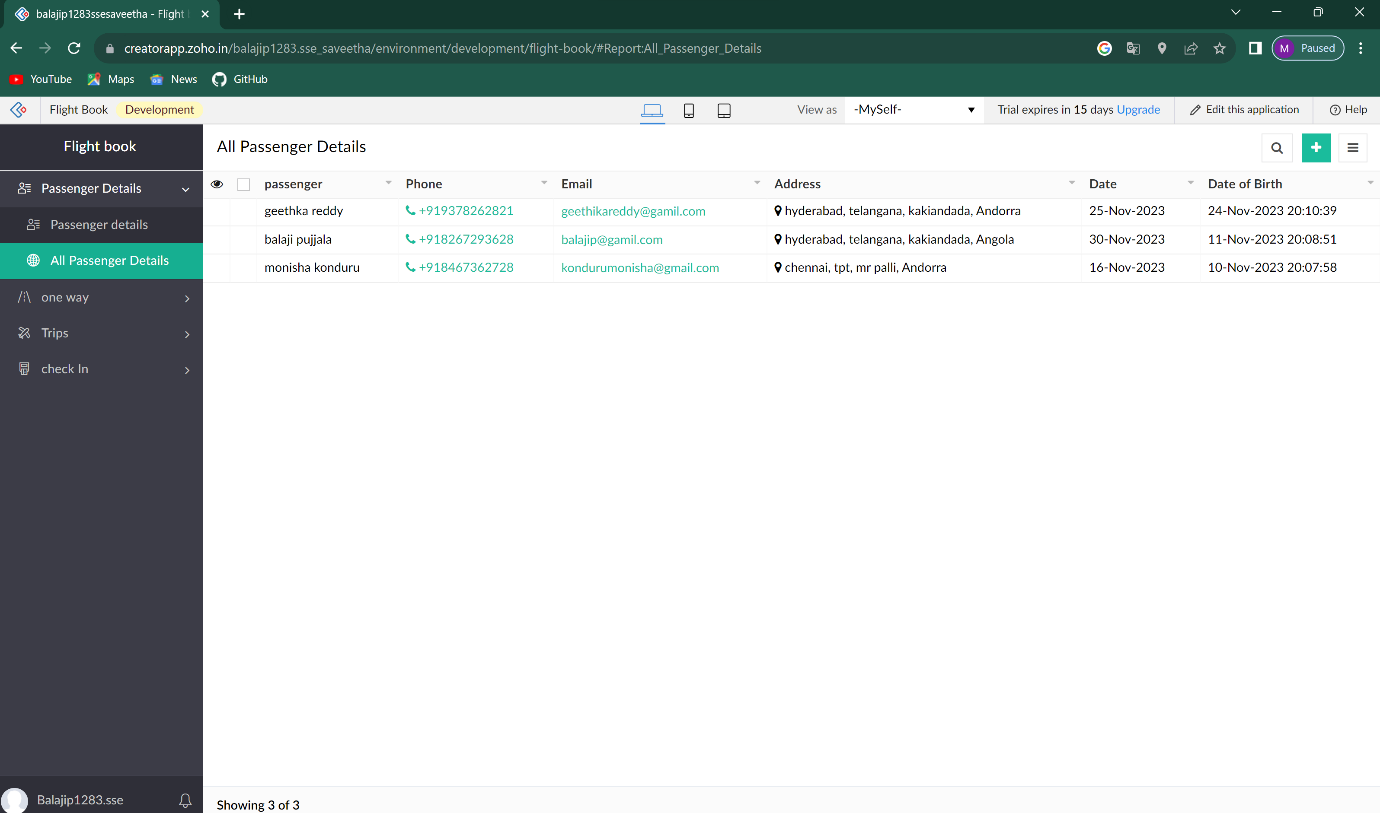 balajip1283ssesaveetha - Flight
creatorapp.zoho.in/balajip1283.sse_saveetha/environment/development/flight-book/#Report:All_Passenger_Details
M Paused
YouTube Maps News GitHub
Flight Book Development View as -MySelf- Trial expires in 15 days Upgrade Edit this application Help
Flight book
All Passenger Details
Passenger Details
Passenger details
All Passenger Details
one way
Trips
check In
passenger Phone Email Address Date Date of Birth
geethka reddy +919378262821 geethikareddy@gamil.com hyderabad, telangana, kakiandada, Andorra 25-Nov-2023 24-Nov-2023 20:10:39
balaji pujjala +918267293628 balajip@gamil.com hyderabad, telangana, kakiandada, Angola 30-Nov-2023 11-Nov-2023 20:08:51
monisha konduru +918467362728 kondurumonisha@gmail.com chennai, tpt, mr palli, Andorra 16-Nov-2023 10-Nov-2023 20:07:58
Balajip1283.sse
Showing 3 of 3